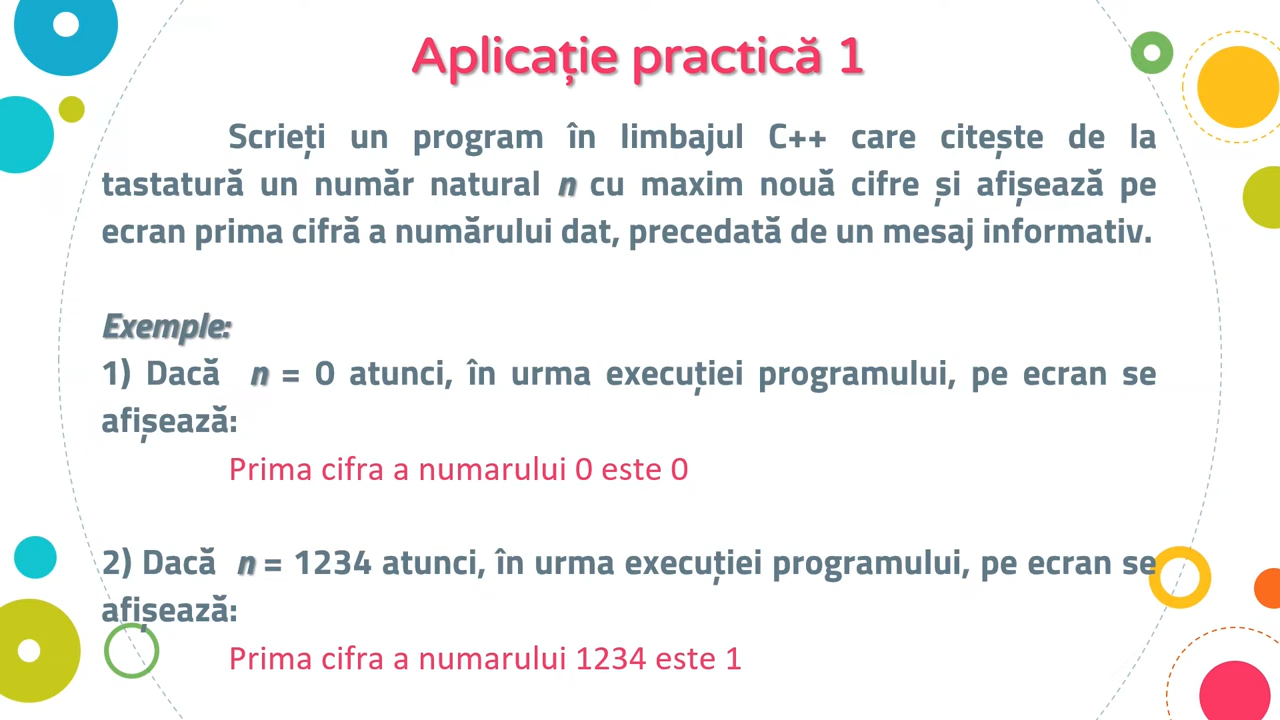 Aplicație practică 1
Scrieți un program în limbajul C++ care citește de la
tastatură un număr natural n cu maxim nouă cifre și afișează pe
ecran prima cifră a numărului dat, precedată de un mesaj informativ.
Exemple:
1) Dacă n = 0 atunci, în urma execuției programului, pe ecran se
afișează:
Prima cifra a numarului 0 este 0
2) Dacă n = 1234 atunci, în urma execuției programului, pe ecran se
afișează:
Prima cifra a numarului 1234 este 1